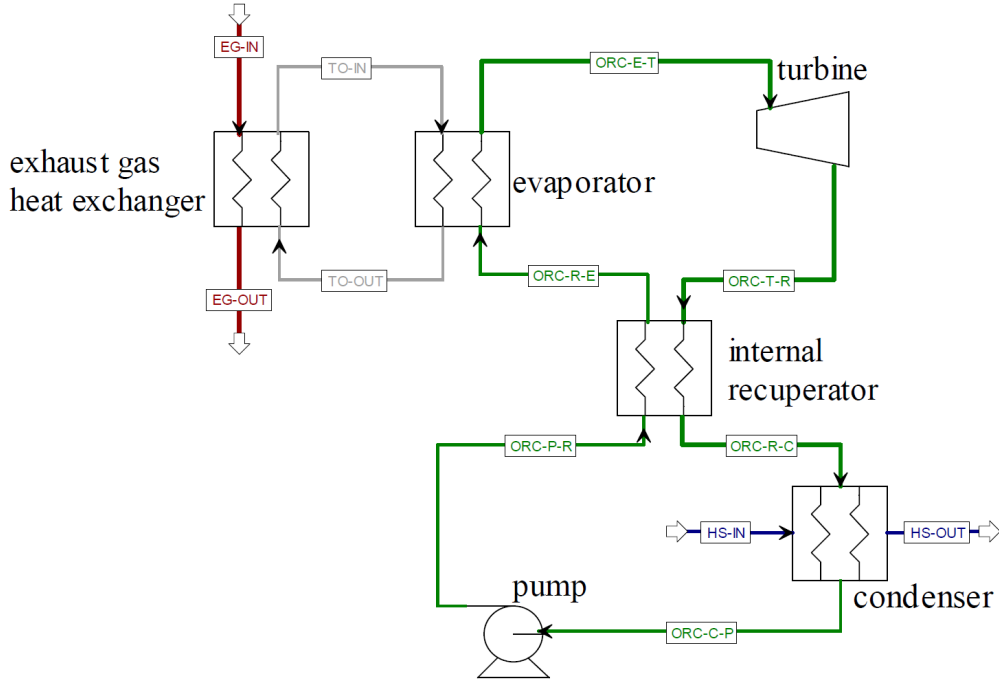 EG-IN
TO-IN
ORC-E-T
turbine
exhaust gas
heat exchanger
evaporator
TO-OUT
ORC-R-E
ORC-T-R
EG-OUT
internal
recuperator
ORC-P-R
ORC-R-C
HS-IN
HS-OUT
pump
condenser
ORC-C-P